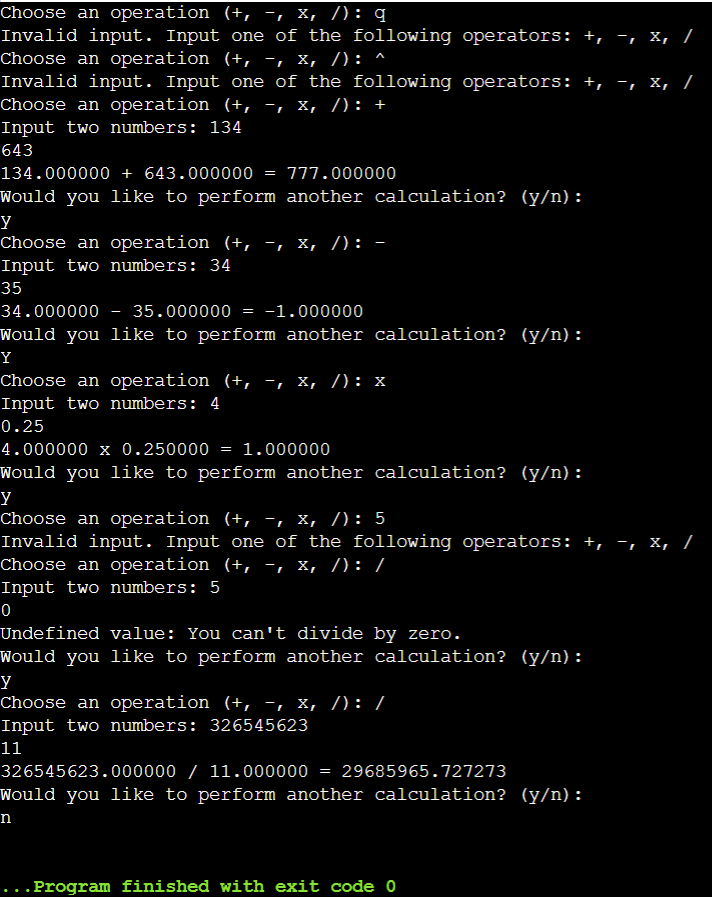 Choose an operation (+, -, x, /): q
Invalid input. Input one of the following operators: +, -, x, /
Choose an operation (+, -, x, /): ^
Invalid input. Input one of the following operators: +, -, x, /
Choose an operation (+, -, x, /): +
Input two numbers: 134
643
134.000000 + 643.000000 = 777.000000
Would you like to perform another calculation? (y/n):
y
Choose an operation (+, -, x, /): -
Input two numbers: 34
35
34.000000 - 35.000000 = -1.000000
Would you like to perform another calculation? (y/n):
Y
Choose an operation (+, -, x, /): x
Input two numbers: 4
0.25
4.000000 x 0.250000 = 1.000000
Would you like to perform another calculation? (y/n):
y
Choose an operation (+, -, x, /): 5
Invalid input. Input one of the following operators: +, -, x, /
Choose an operation (+, -, x, /): /
Input two numbers: 5
0
Undefined value: You can't divide by zero.
Would you like to perform another calculation? (y/n):
y
Choose an operation (+, -, x, /): /
Input two numbers: 326545623
11
326545623.000000 / 11.000000 = 29685965.727273
Would you like to perform another calculation? (y/n):
n
...Program finished with exit code 0